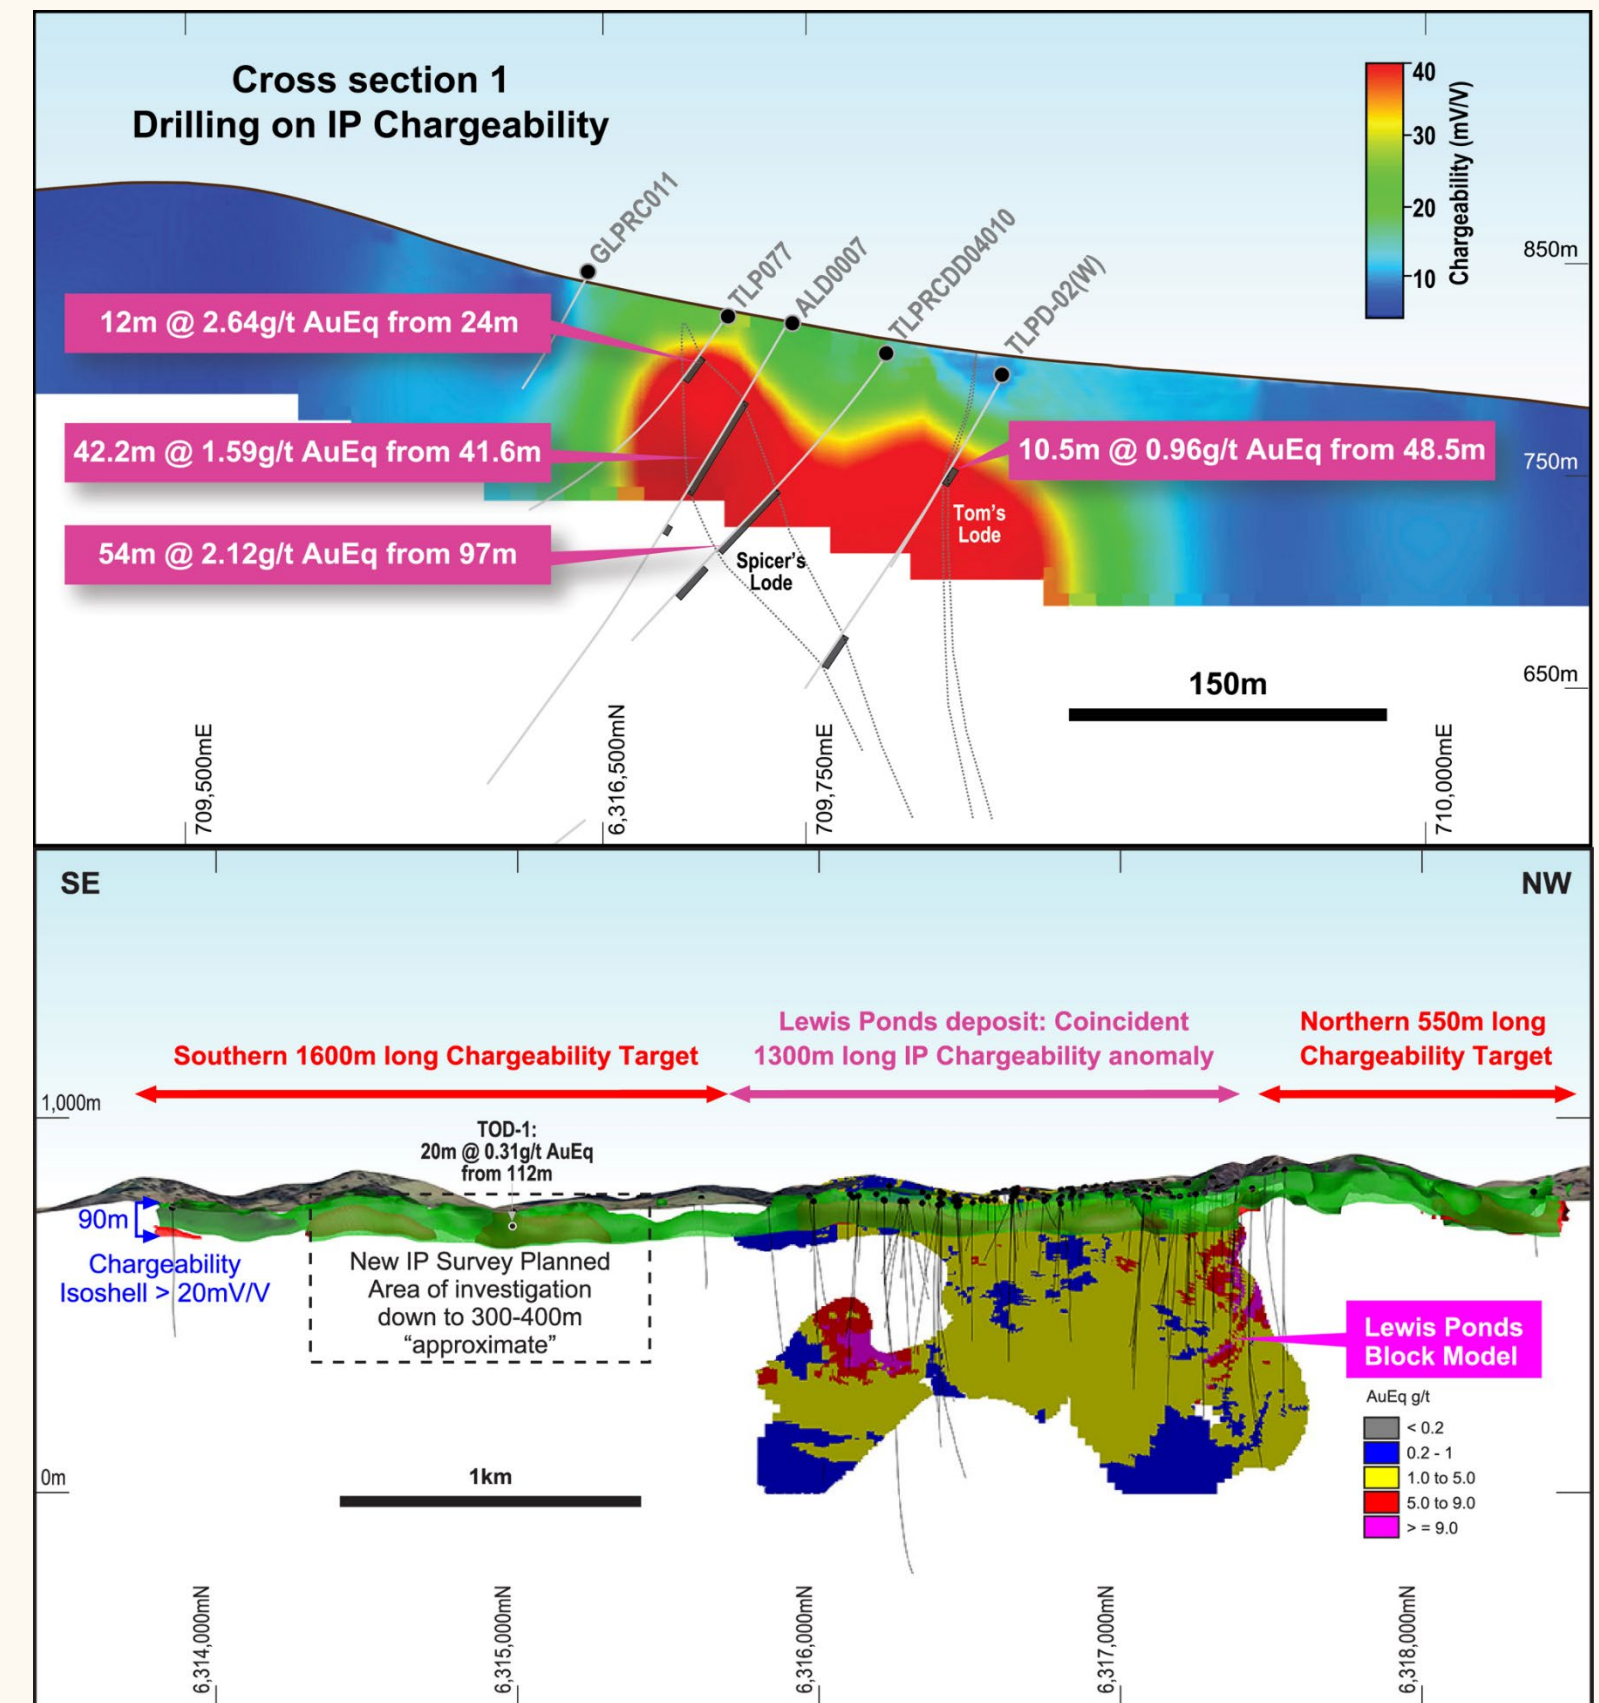 Cross section 1
Drilling on IP Chargeability
40
30
20
10
Chargeability (mV/V)
GLPRC011
TLP077
ALD0007
TLPRCDD04010
TLPD-02(W)
850m
750m
650m
12m @ 2.64g/t AuEq from 24m
42.2m @ 1.59g/t AuEq from 41.6m
54m @ 2.12g/t AuEq from 97m
10.5m @ 0.96g/t AuEq from 48.5m
Tom's
Lode
Spicer's
Lode
150m
709,500mE
6,316,500mN
709,750mE
710,000mE
SE
NW
Southern 1600m long Chargeability Target
Lewis Ponds deposit: Coincident
1300m long IP Chargeability anomaly
Northern 550m long
Chargeability Target
1,000m
TOD-1:
20m @ 0.31g/t AuEq
from 112m
90m
Chargeability
Isoshell > 20mV/V
New IP Survey Planned
Area of investigation
down to 300-400m
“approximate”
Lewis Ponds
Block Model
AuEq g/t
< 0.2
0.2 - 1
1.0 to 5.0
5.0 to 9.0
> = 9.0
0m
1km
6,314,000mN
6,315,000mN
6,316,000mN
6,317,000mN
6,318,000mN